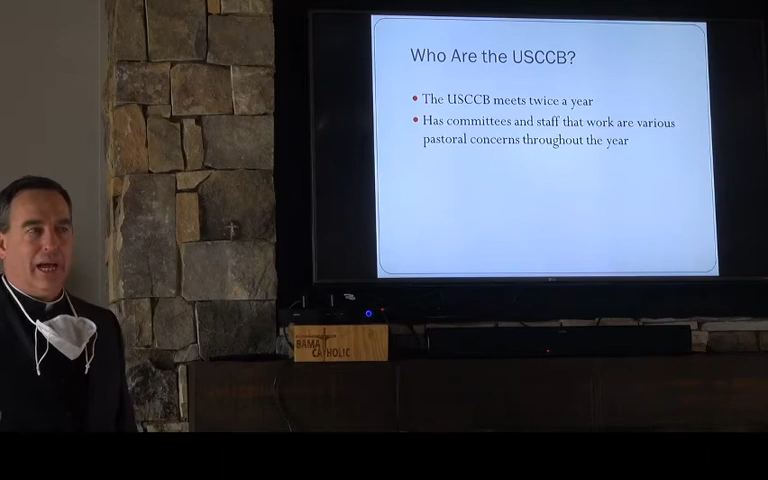 Who Are the USCCB?
• The USCCB meets twice a year
• Has committees and staff that work are various
pastoral concerns throughout the year
BAMA
CATHOLIC